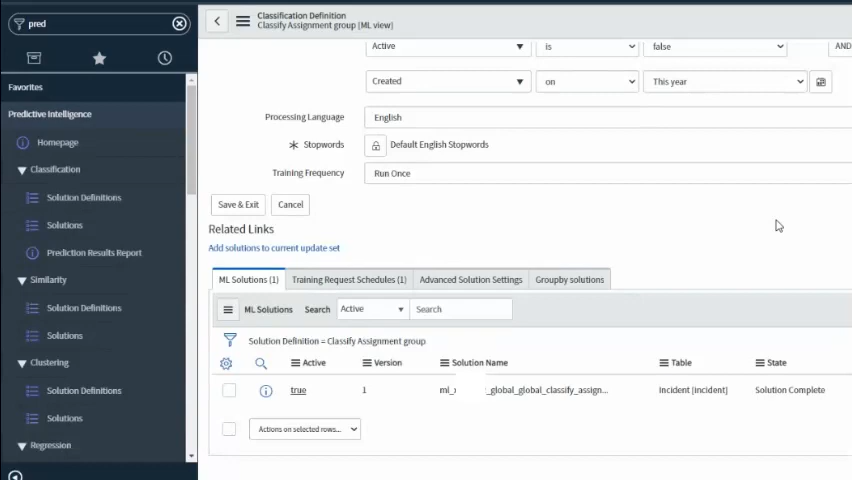 pred
Favorites
Predictive Intelligence
Homepage
Classification
Solution Definitions
Solutions
Prediction Results Report
Similarity
Solution Definitions
Solutions
Clustering
Solution Definitions
Solutions
Regression
Classification Definition
Classify Assignment group [ML view]
Active is false AND
Created on This year
Processing Language English
Stopwords Default English Stopwords
Training Frequency Run Once
Save & Exit Cancel
Related Links
Add solutions to current update set
ML Solutions (1) Training Request Schedules (1) Advanced Solution Settings Groupby solutions
ML Solutions Search Active Search
Solution Definition = Classify Assignment group
Active Version Solution Name Table State
true 1 ml_ _global_global_classify_assign... Incident [incident] Solution Complete
Actions on selected rows...